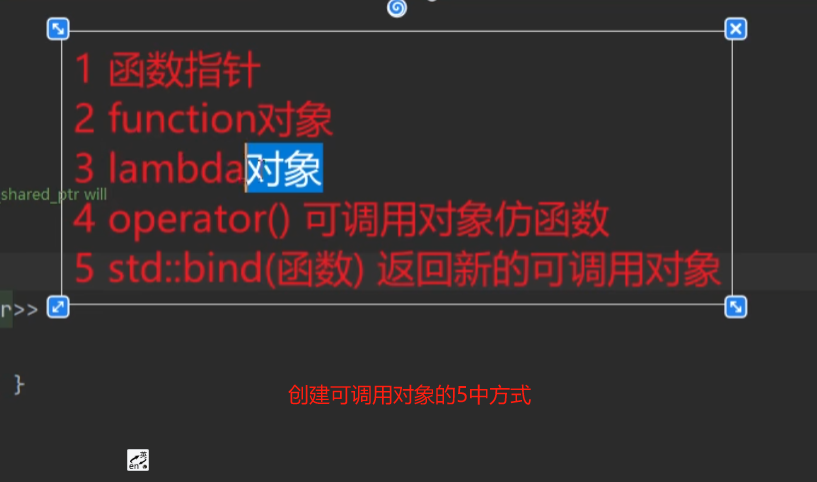 1 函数指针
2 function对象
3 lambda对象
shared_ptr will
4 operator() 可调用对象仿函数
5 std::bind(函数) 返回新的可调用对象
r>>
}
创建可调用对象的5中方式
英
en